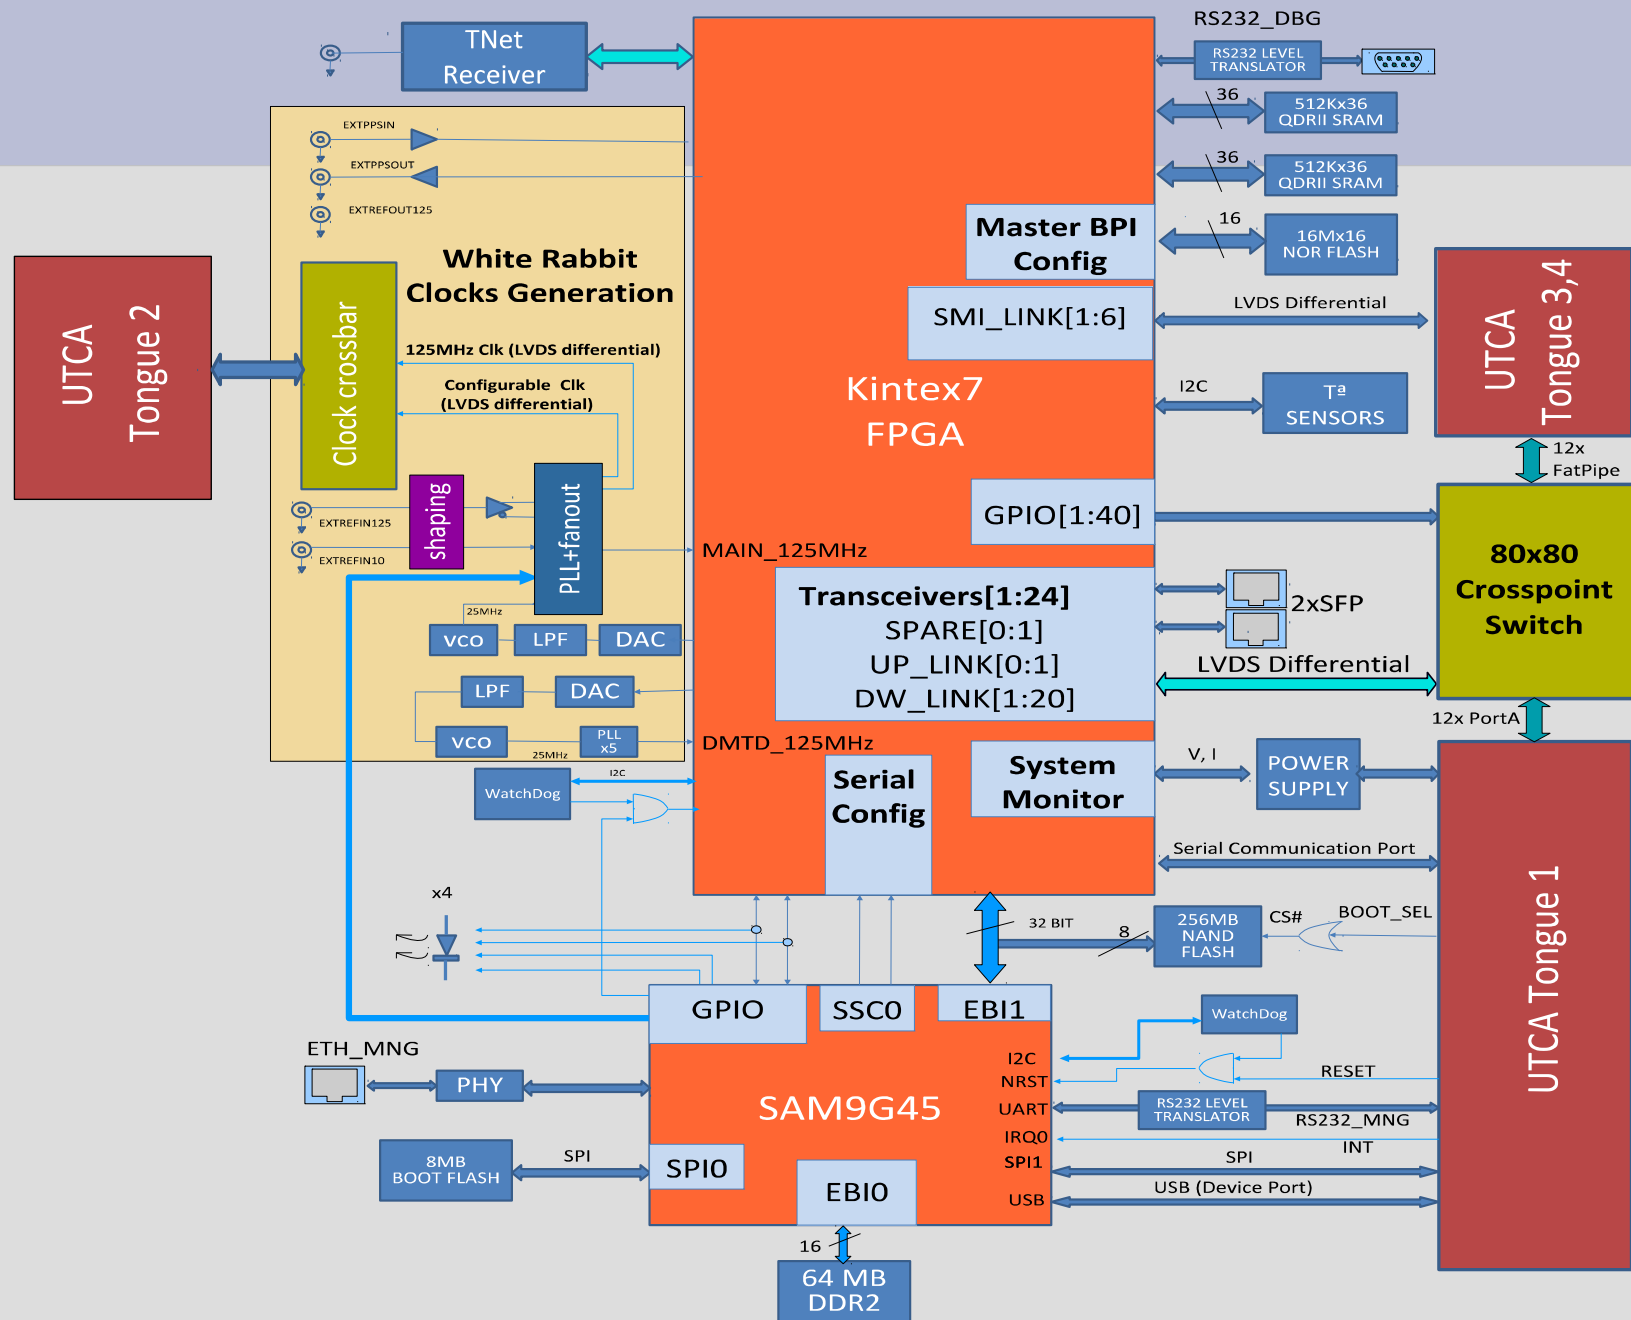 RS232_DBG
TNet
Receiver
RS232 LEVEL
TRANSLATOR
36
512Kx36
QDRII SRAM
EXTPPSIN
EXTPPSOUT
36
512Kx36
QDRII SRAM
EXTREFOUT125
Master BPI
Config
16
16Mx16
NOR FLASH
White Rabbit
Clocks Generation
UTCA
Tongue 2
Clock crossbar
SMI_LINK[1:6]
LVDS Differential
UTCA
Tongue 3,4
125MHz Clk (LVDS differential)
Configurable Clk
(LVDS differential)
Kintex7
FPGA
I2C
Tª
SENSORS
12x
FatPipe
shaping
PLL+fanout
EXTREFIN125
EXTREFIN10
GPIO[1:40]
80x80
Crosspoint
Switch
MAIN_125MHz
Transceivers[1:24]
SPARE[0:1]
UP_LINK[0:1]
DW_LINK[1:20]
2xSFP
25MHz
VCO
LPF
DAC
LVDS Differential
LPF
DAC
12x PortA
VCO
PLL
x5
25MHz
DMTD_125MHz
System
Monitor
V, I
POWER
SUPPLY
I2C
WatchDog
Serial
Config
Serial Communication Port
UTCA Tongue 1
x4
32 BIT
8
256MB
NAND
FLASH
CS#
BOOT_SEL
GPIO
SSC0
EBI1
WatchDog
ETH_MNG
PHY
I2C
NRST
RESET
SAM9G45
UART
RS232 LEVEL
TRANSLATOR
RS232_MNG
IRQ0
INT
8MB
BOOT FLASH
SPI
SPI0
SPI1
SPI
EBI0
USB
USB (Device Port)
16
64 MB
DDR2